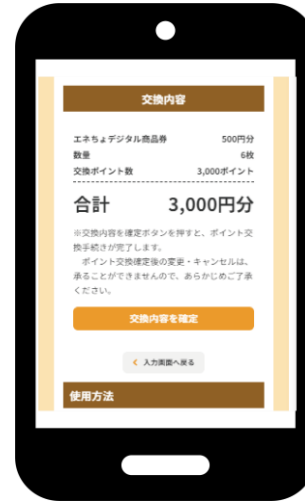 交換内容
エネちょデジタル商品券 500円分
数量 6枚
交換ポイント数 3,000ポイント
合計 3,000円分
※交換内容を確定ボタンを押すと、ポイント交
換手続きが完了します。
ポイント交換確定後の変更・キャンセルは、
承ることができませんので、あらかじめご了承
ください。
交換内容を確定
く 入力画面へ戻る
使用方法